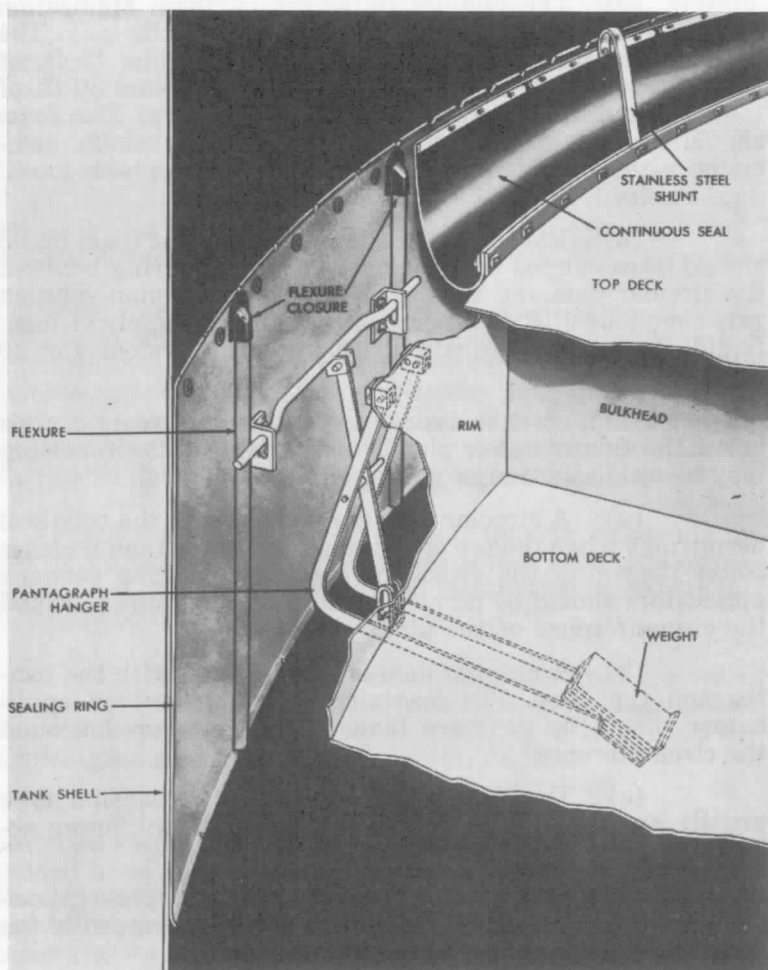 STAINLESS STEEL
SHUNT
CONTINUOUS SEAL
TOP DECK
FLEXURE
CLOSURE
RIM
BULKHEAD
FLEXURE
BOTTOM DECK
PANTAGRAPH
HANGER
WEIGHT
SEALING RING
TANK SHELL